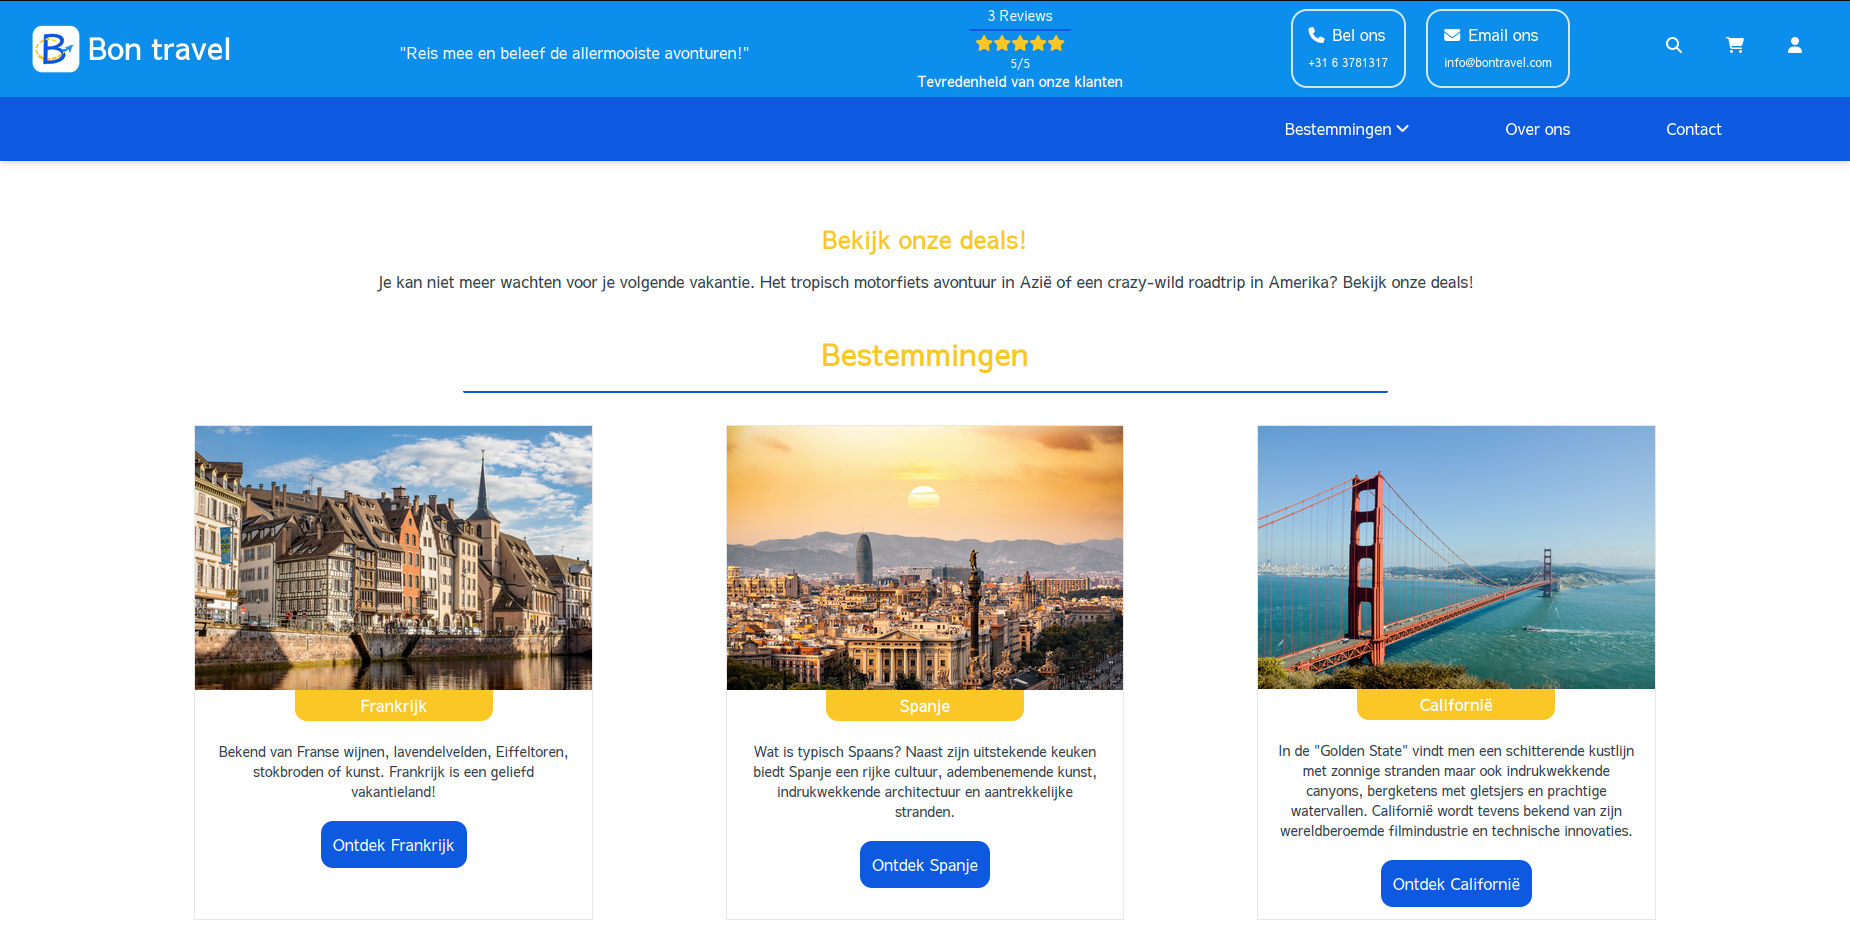 B
Bon travel
"Reis mee en beleef de allermooiste avonturen!"
3 Reviews
5/5
Tevredenheid van onze klanten
Bel ons
+31 6 3781317
Email ons
info@bontravel.com
Bestemmingen
Over ons
Contact
Bekijk onze deals!
Je kan niet meer wachten voor je volgende vakantie. Het tropisch motorfiets avontuur in Azië of een crazy-wild roadtrip in Amerika? Bekijk onze deals!
Bestemmingen
Frankrijk
Bekend van Franse wijnen, lavendelvelden, Eiffeltoren,
stokbroden of kunst. Frankrijk is een geliefd
vakantieland!
Ontdek Frankrijk
Spanje
Wat is typisch Spaans? Naast zijn uitstekende keuken
biedt Spanje een rijke cultuur, adembenemende kunst,
indrukwekkende architectuur en aantrekkelijke
stranden.
Ontdek Spanje
Californië
In de "Golden State" vindt men een schitterende kustlijn
met zonnige stranden maar ook indrukwekkende
canyons, bergketens met gletsjers en prachtige
watervallen. Californië wordt tevens bekend van zijn
wereldberoemde filmindustrie en technische innovaties.
Ontdek Californië